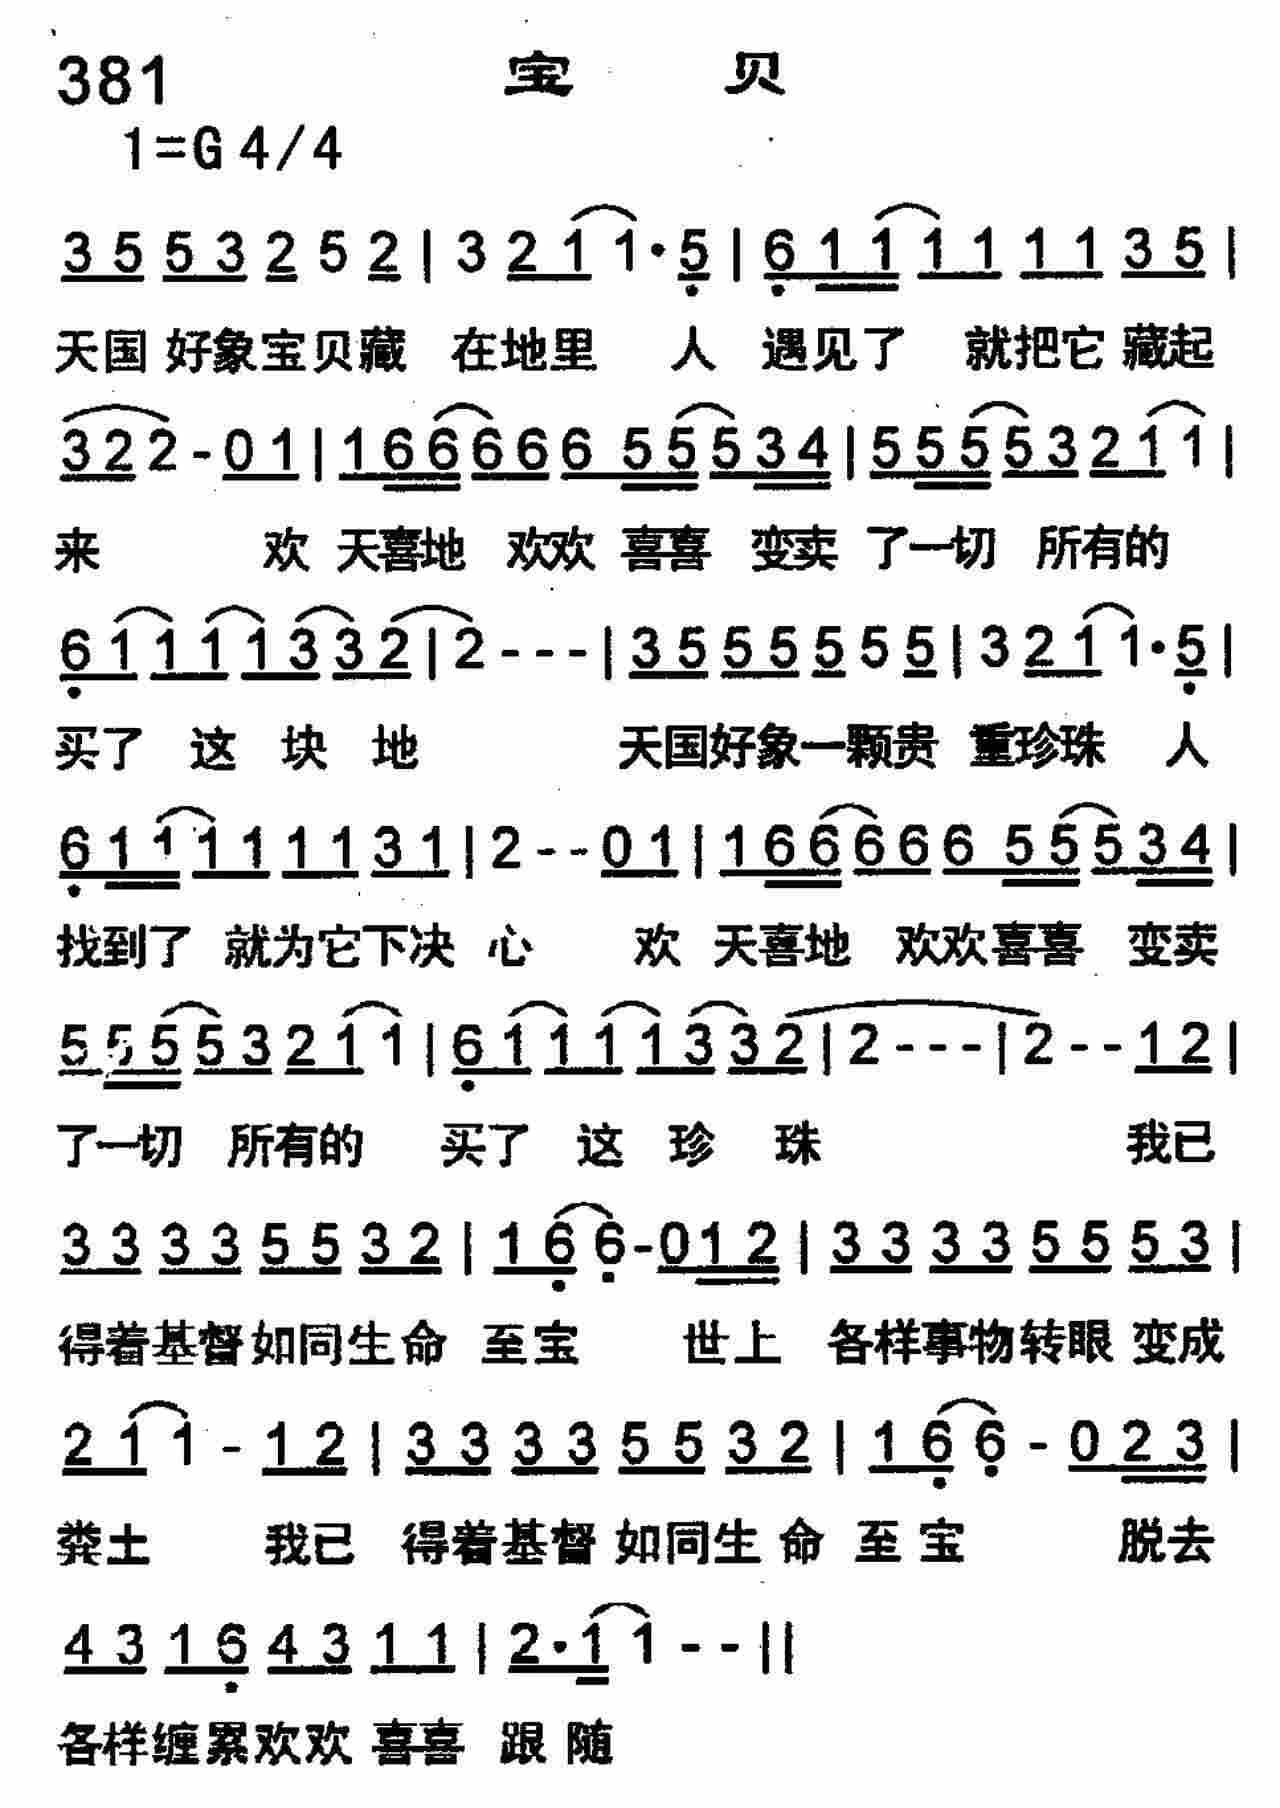 381 宝 贝
1=G 4/4
3 5 5 3 2 5 2 | 3 2 1 1· 5 | 6 1 1 1 1 1 1 3 5 |
天国 好象宝贝藏 在地里 人 遇见了 就把它藏起
3 2 2 - 0 1 | 1 6 6 6 6 6 5 5 5 3 4 | 5 5 5 5 3 2 1 1 |
来 欢 天喜地 欢欢 喜喜 变卖 了一切 所有的
6 1 1 1 1 3 3 2 | 2 - - - | 3 5 5 5 5 5 5 | 3 2 1 1· 5 |
买了 这 块 地 天国好象一颗贵 重珍珠 人
6 1 1 1 1 1 1 3 1 | 2 - - 0 1 | 1 6 6 6 6 6 5 5 5 3 4 |
找到了 就为它下决 心 欢 天喜地 欢欢喜喜 变卖
5 5 5 5 3 2 1 1 | 6 1 1 1 1 3 3 2 | 2 - - - | 2 - - 1 2 |
了一切 所有的 买了 这 珍 珠 我已
3 3 3 3 5 5 3 2 | 1 6 6 - 0 1 2 | 3 3 3 3 5 5 5 3 |
得着基督如同生命 至宝 世上 各样事物转眼 变成
2 1 1 - 1 2 | 3 3 3 3 5 5 3 2 | 1 6 6 - 0 2 3 |
粪土 我已 得着基督 如同生 命 至宝 脱去
4 3 1 6 4 3 1 1 | 2· 1 1 - - ||
各样缠累欢欢 喜喜 跟 随